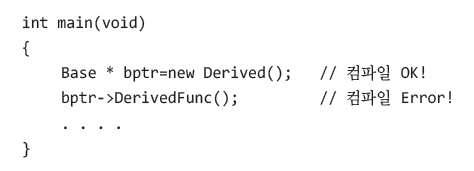 int main(void)
{
    Base * bptr=new Derived();   // 컴파일 OK!
    bptr->DerivedFunc();         // 컴파일 Error!
    . . . .
}